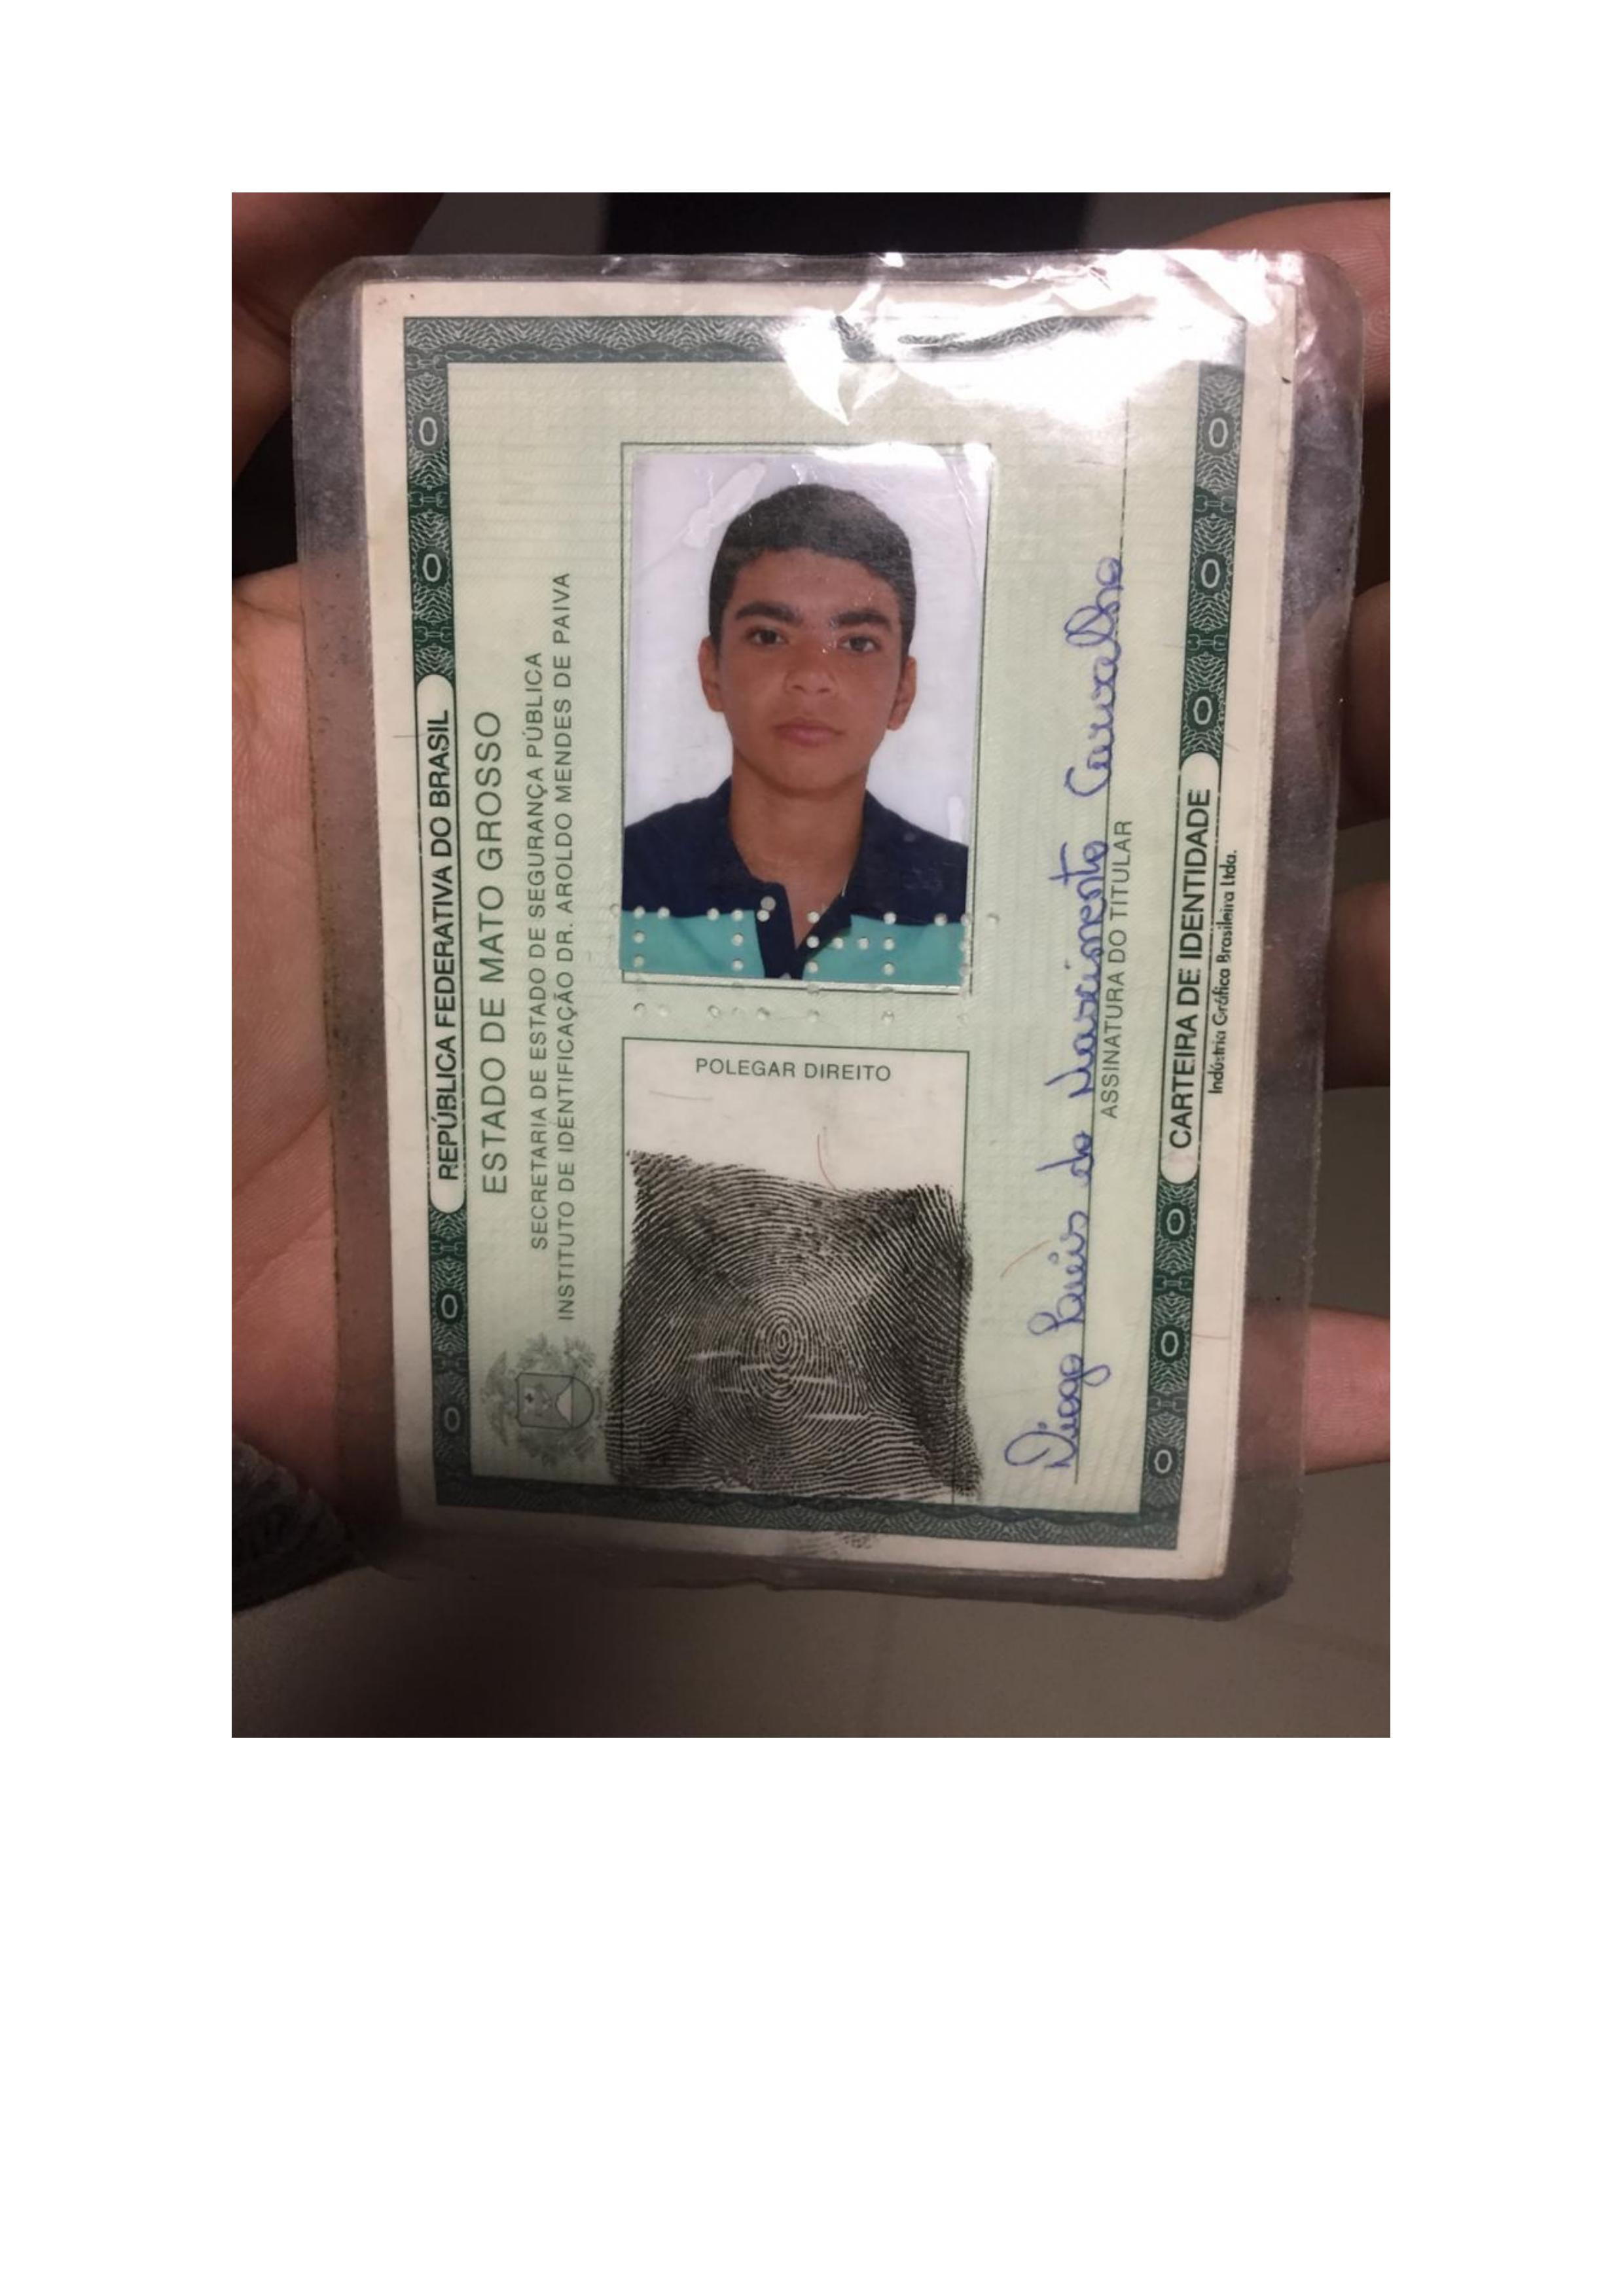 REPÚBLICA FEDERATIVA DO BRASIL
ESTADO DE MATO GROSSO
SECRETARIA DE ESTADO DE SEGURANÇA PÚBLICA
INSTITUTO DE IDENTIFICAÇÃO DR. AROLDO MENDES DE PAIVA
POLEGAR DIREITO
Diogo Luis do Nascimento Carvalho
ASSINATURA DO TITULAR
CARTEIRA DE IDENTIDADE
Indústria Gráfica Brasileira Ltda.